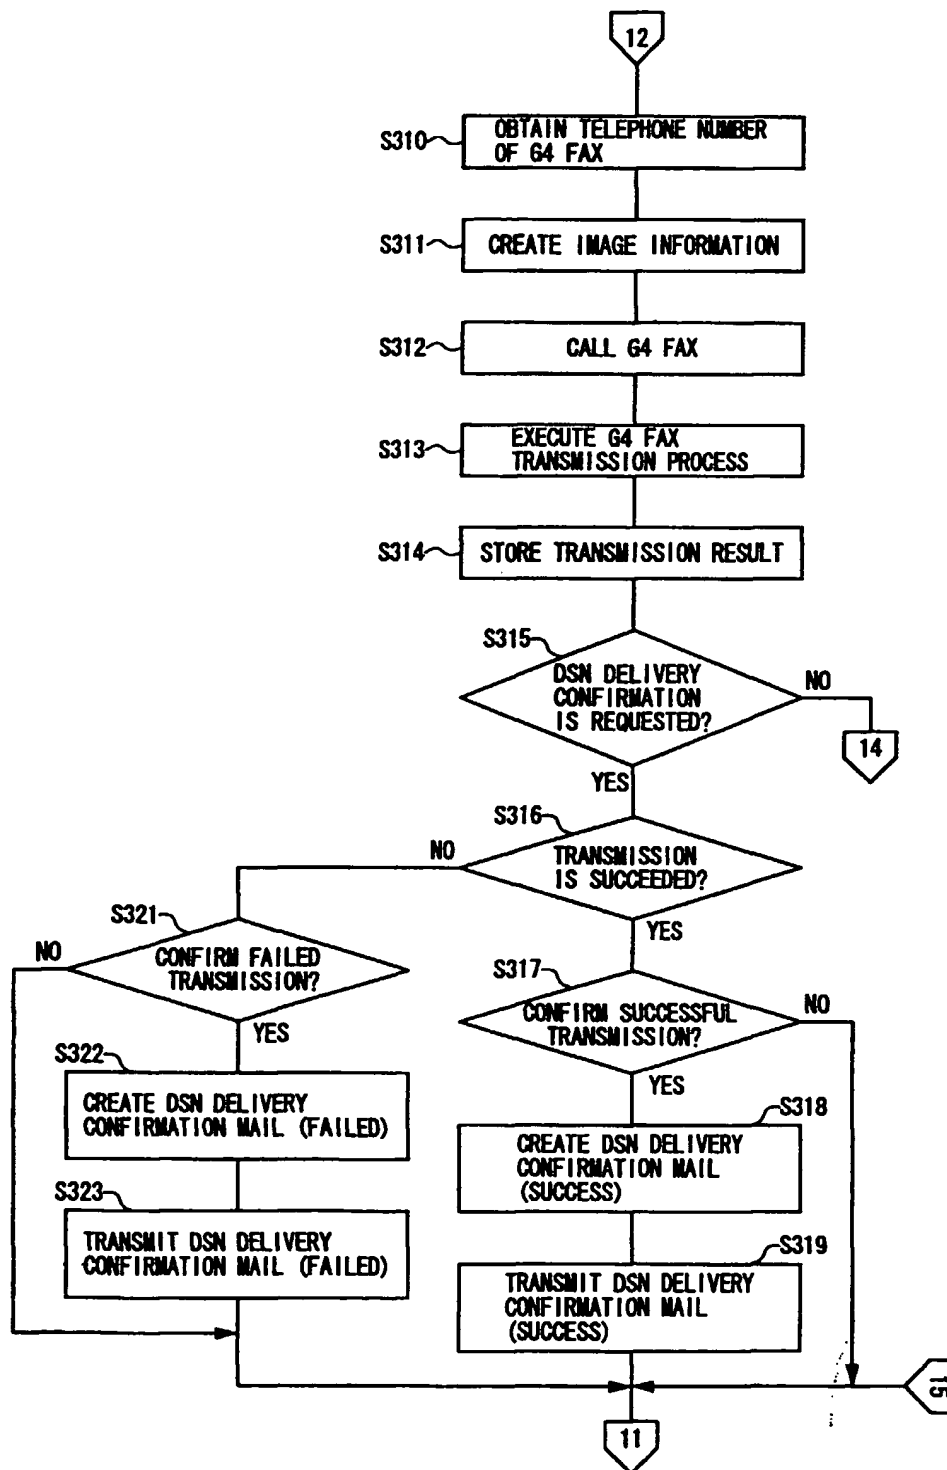 12
S310
OBTAIN TELEPHONE NUMBER
OF G4 FAX
S311
CREATE IMAGE INFORMATION
S312
CALL G4 FAX
S313
EXECUTE G4 FAX
TRANSMISSION PROCESS
S314
STORE TRANSMISSION RESULT
S315
DSN DELIVERY
CONFIRMATION
IS REQUESTED?
NO
14
YES
S316
TRANSMISSION
IS SUCCEEDED?
NO
YES
S321
CONFIRM FAILED
TRANSMISSION?
NO
YES
S317
CONFIRM SUCCESSFUL
TRANSMISSION?
NO
YES
S322
CREATE DSN DELIVERY
CONFIRMATION MAIL (FAILED)
S323
TRANSMIT DSN DELIVERY
CONFIRMATION MAIL (FAILED)
S318
CREATE DSN DELIVERY
CONFIRMATION MAIL
(SUCCESS)
S319
TRANSMIT DSN DELIVERY
CONFIRMATION MAIL
(SUCCESS)
15
11